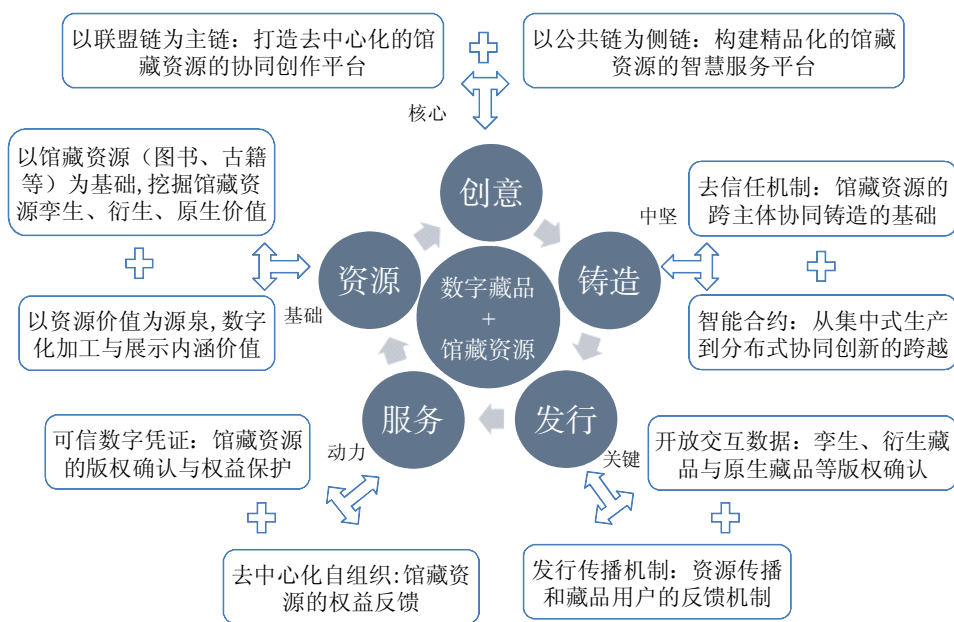 以联盟链为主链：打造去中心化的馆
藏资源的协同创作平台
以公共链为侧链：构建精品化的馆藏
资源的智慧服务平台
核心
创意
以馆藏资源（图书、古籍
等）为基础,挖掘馆藏资
源孪生、衍生、原生价值
以资源价值为源泉,数字
化加工与展示内涵价值
基础
资源
中坚
铸造
去信任机制：馆藏资源的
跨主体协同铸造的基础
智能合约：从集中式生产
到分布式协同创新的跨越
数字藏品
+
馆藏资源
服务
动力
可信数字凭证：馆藏资源
的版权确认与权益保护
去中心化自组织:馆藏资
源的权益反馈
发行
关键
开放交互数据：孪生、衍生藏
品与原生藏品等版权确认
发行传播机制：资源传播
和藏品用户的反馈机制